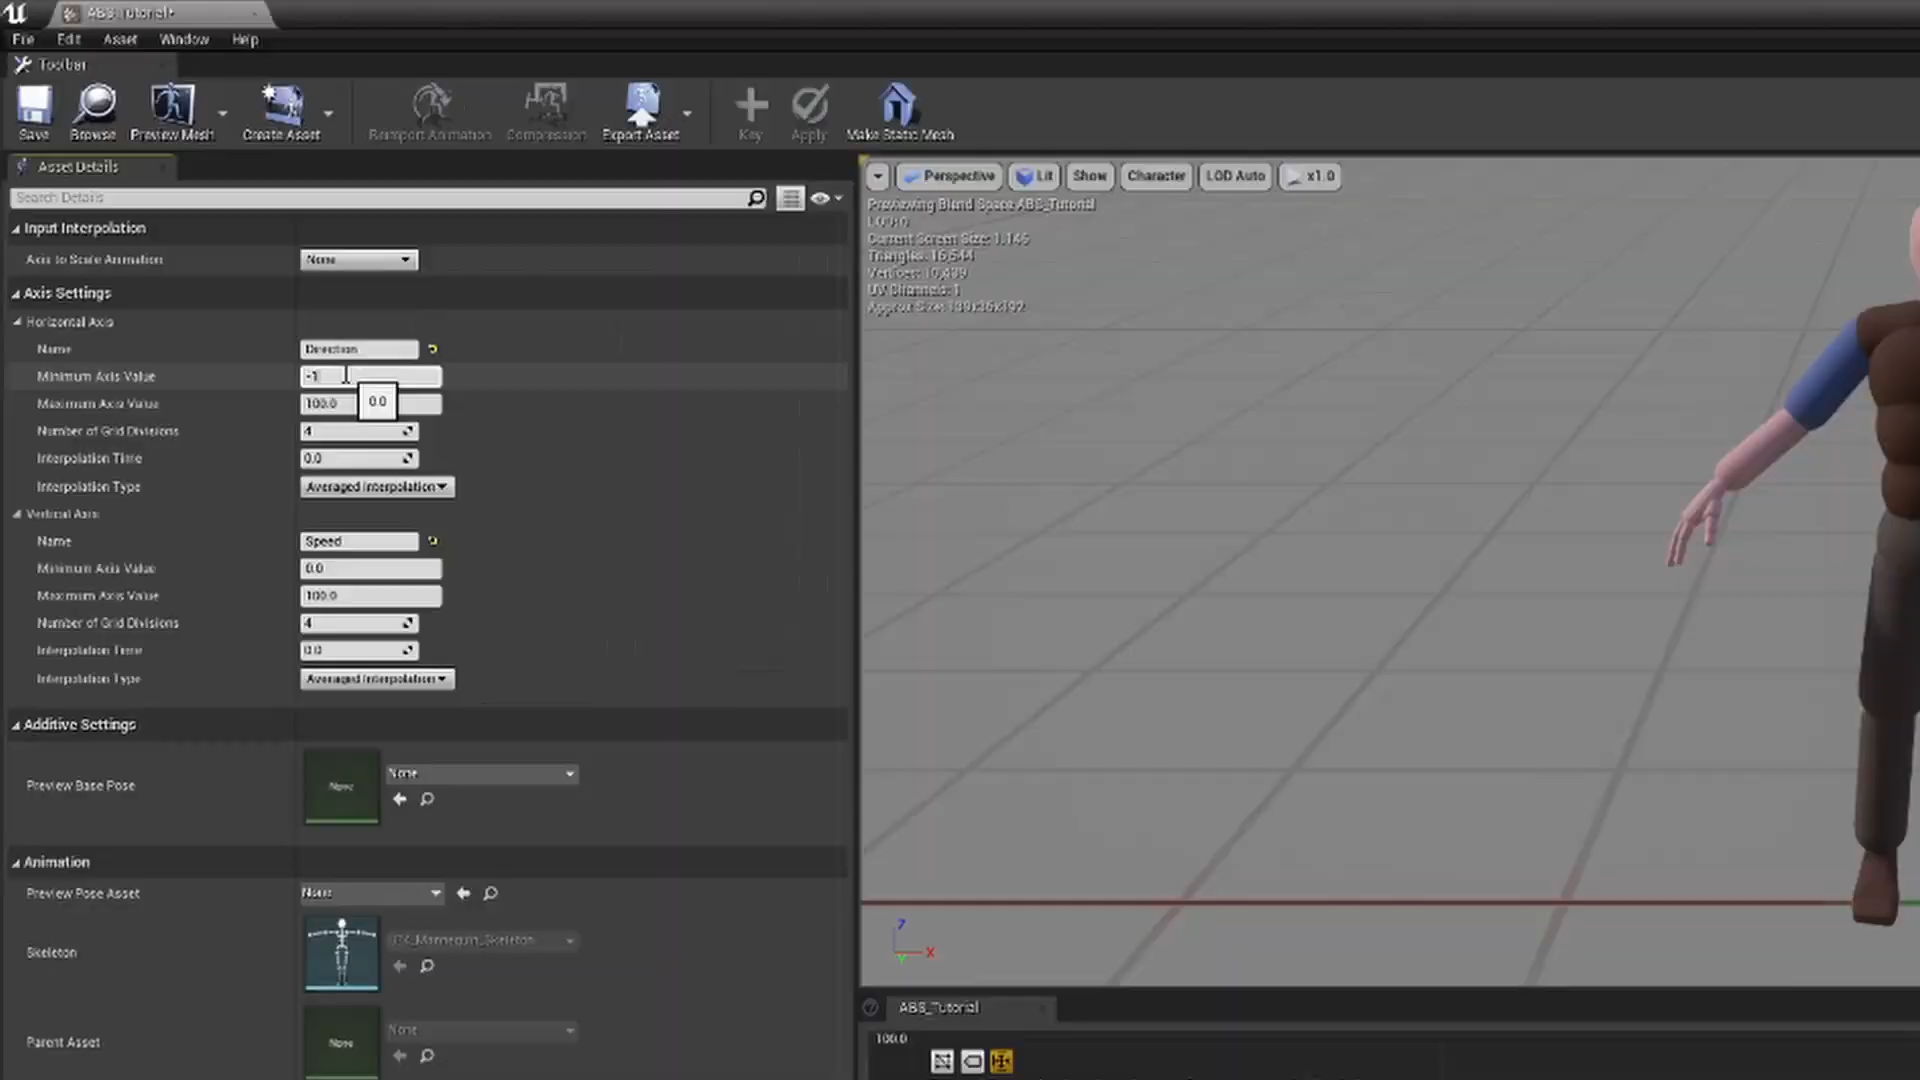 ABS_Tutorial*
File Edit Asset Window Help
Toolbar
Save Browse Preview Mesh Create Asset Reimport Animation Compression Export Asset Key Apply Make Static Mesh
Asset Details
Search Details
Input Interpolation
Axis to Scale Animation None
Axis Settings
Horizontal Axis
Name Direction
Minimum Axis Value -1
Maximum Axis Value 100.0
0.0
Number of Grid Divisions 4
Interpolation Time 0.0
Interpolation Type Averaged Interpolation
Vertical Axis
Name Speed
Minimum Axis Value 0.0
Maximum Axis Value 100.0
Number of Grid Divisions 4
Interpolation Time 0.0
Interpolation Type Averaged Interpolation
Additive Settings
Preview Base Pose None None
Animation
Preview Pose Asset None
Skeleton UE4_Mannequin_Skeleton
Parent Asset None None
Perspective Lit Show Character LOD Auto x1.0
Previewing Blend Space ABS_Tutorial
LOD: 0
Current Screen Size: 1.146
Triangles: 16,544
Vertices: 10,439
UV Channels: 1
Approx Size: 139x36x192
Z
X
Y
ABS_Tutorial
100.0